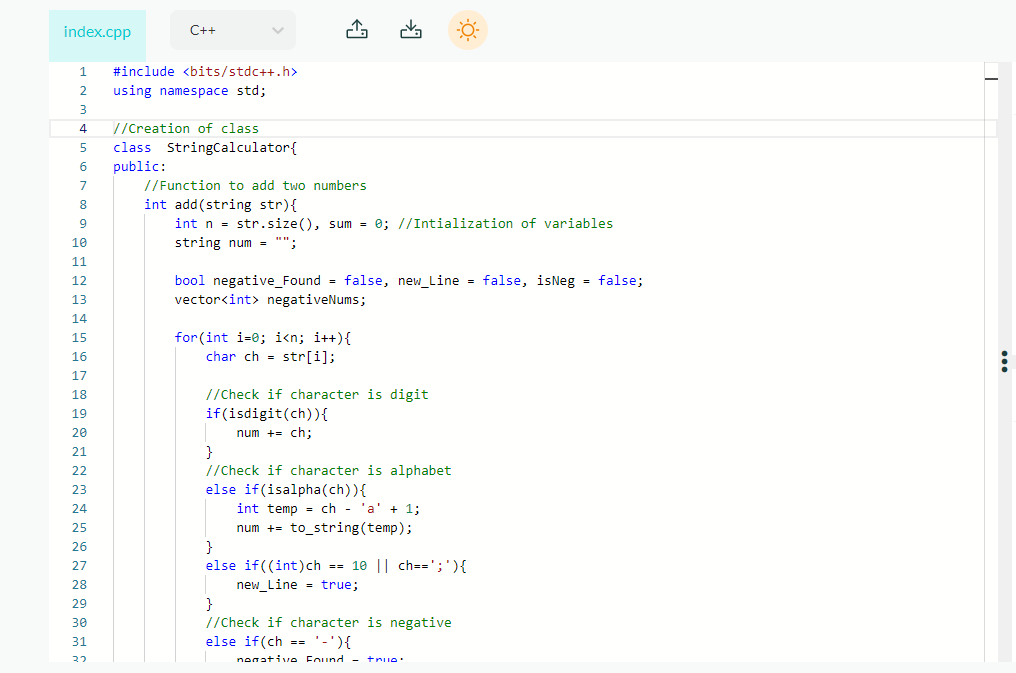 index.cpp
C++
1 #include <bits/stdc++.h>
2 using namespace std;
3
4 //Creation of class
5 class  StringCalculator{
6 public:
7     //Function to add two numbers
8     int add(string str){
9         int n = str.size(), sum = 0; //Intialization of variables
10         string num = "";
11
12         bool negative_Found = false, new_Line = false, isNeg = false;
13         vector<int> negativeNums;
14
15         for(int i=0; i<n; i++){
16             char ch = str[i];
17
18             //Check if character is digit
19             if(isdigit(ch)){
20                 num += ch;
21             }
22             //Check if character is alphabet
23             else if(isalpha(ch)){
24                 int temp = ch - 'a' + 1;
25                 num += to_string(temp);
26             }
27             else if((int)ch == 10 || ch==';'){
28                 new_Line = true;
29             }
30             //Check if character is negative
31             else if(ch == '-'){
32                 negative_Found = true;